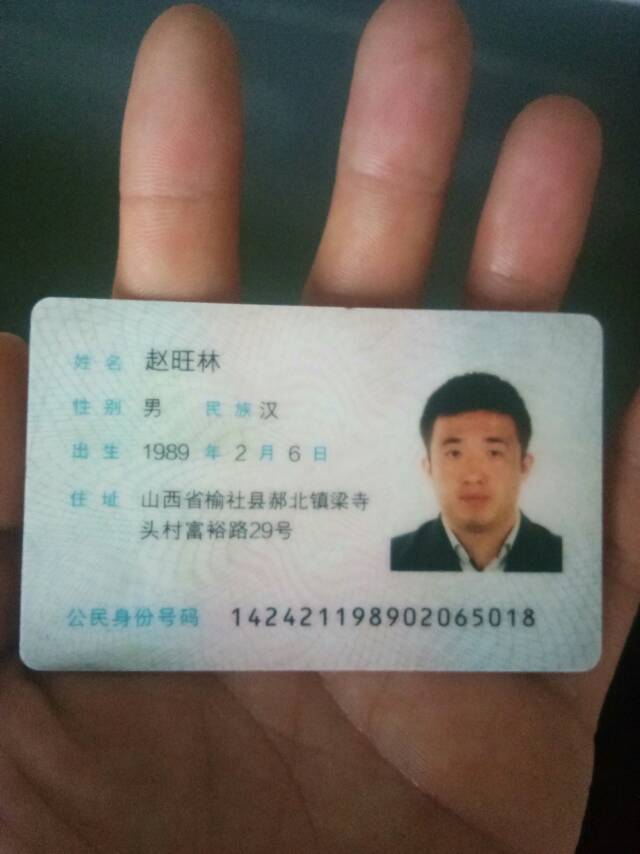 姓名 赵旺林
性别 男 民族 汉
出生 1989 年 2 月 6 日
住址 山西省榆社县郝北镇梁寺
头村富裕路29号
公民身份号码 142421198902065018